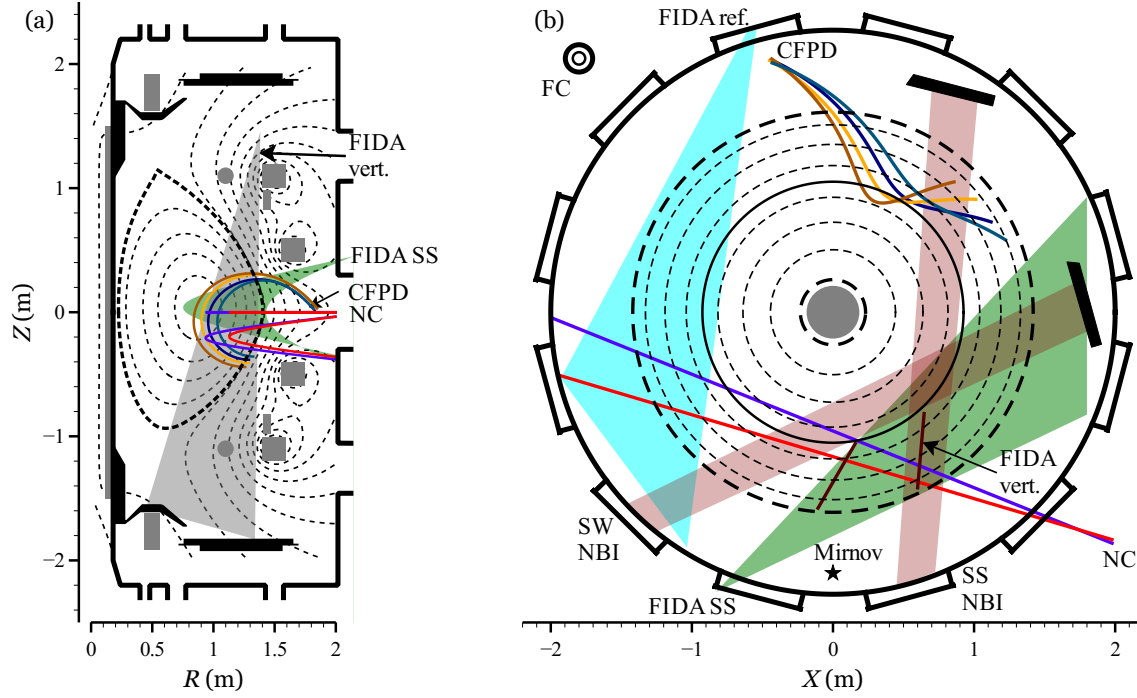 (a)
2
1
0
−1
−2
Z (m)
0
0.5
1
1.5
2
R (m)
FIDA
vert.
FIDA SS
CFPD
NC
(b)
FIDA ref.
CFPD
FC
SW
NBI
Mirnov
FIDA SS
SS
NBI
FIDA
vert.
NC
−2
−1
0
1
2
X (m)